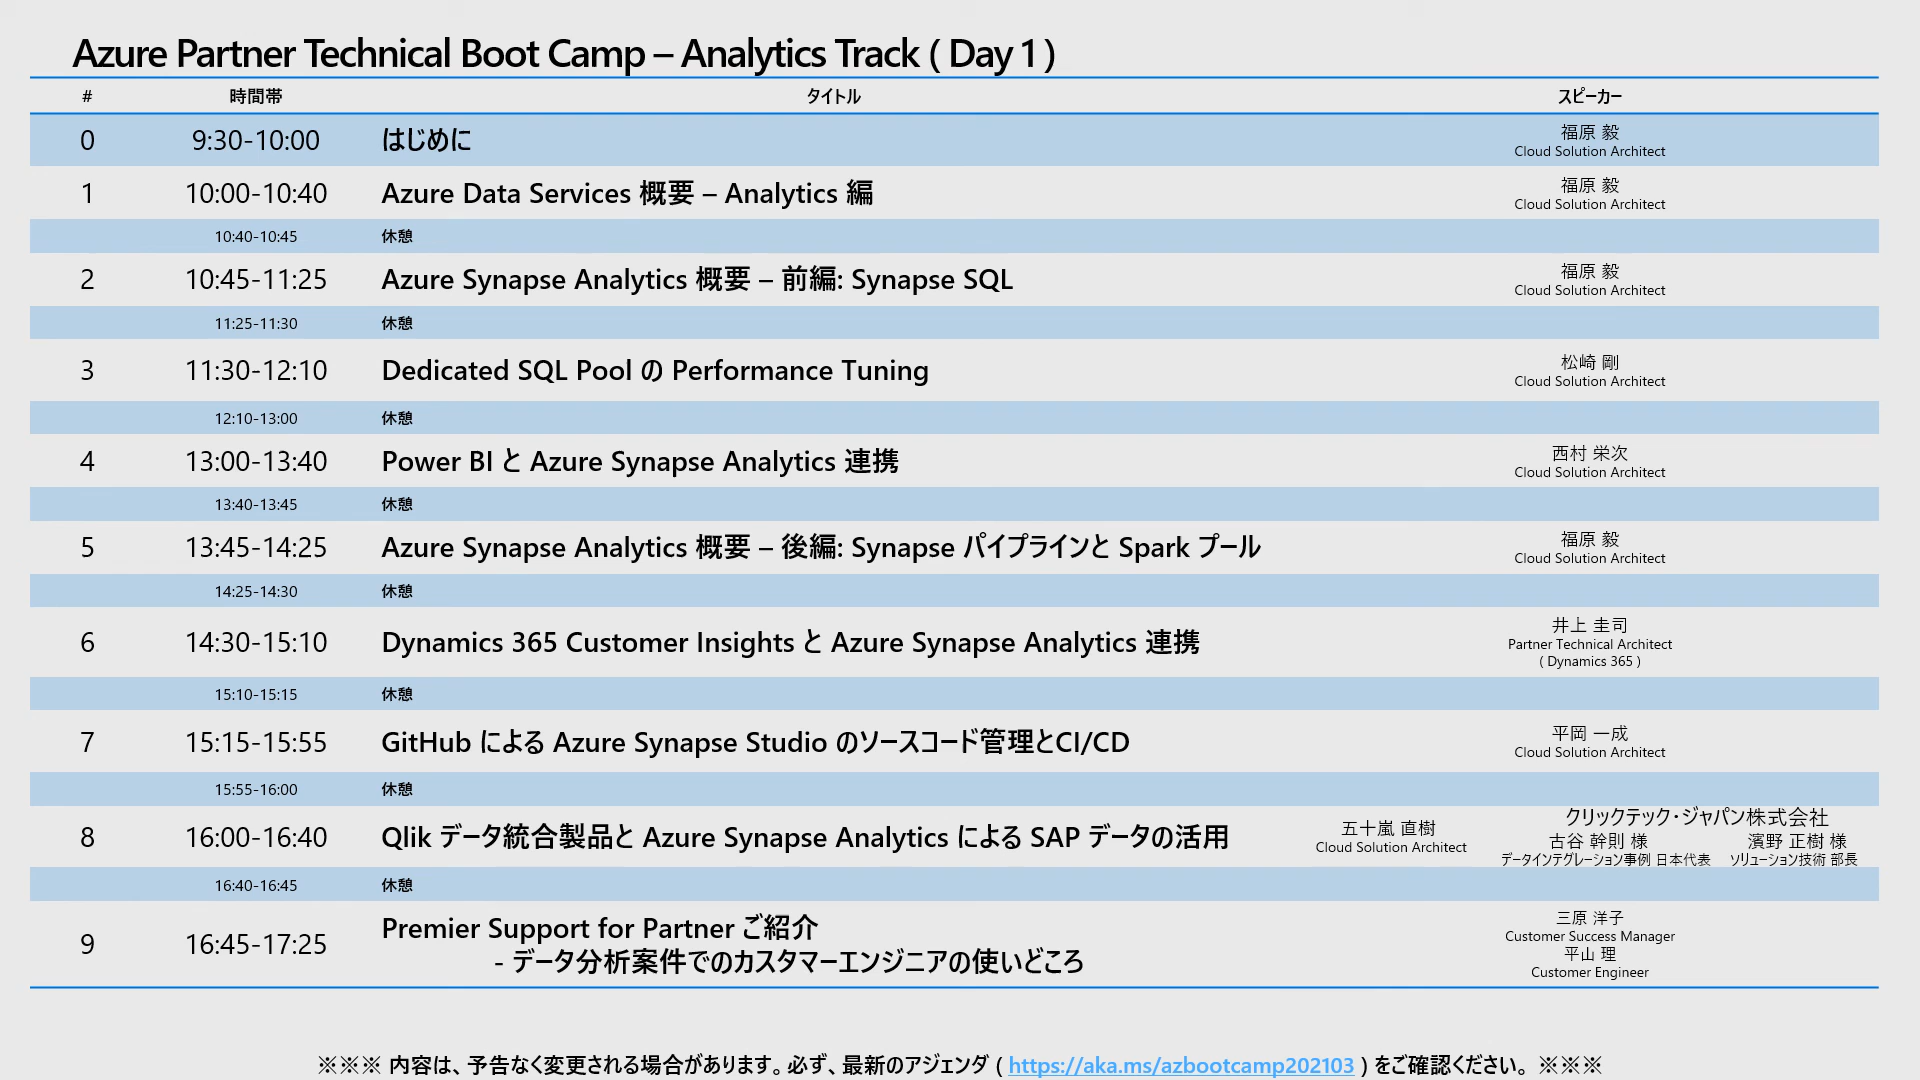 Azure Partner Technical Boot Camp – Analytics Track ( Day 1 )
# 時間帯 タイトル スピーカー
0 9:30-10:00 はじめに 福原 毅
Cloud Solution Architect
1 10:00-10:40 Azure Data Services 概要 – Analytics 編 福原 毅
Cloud Solution Architect
10:40-10:45 休憩
2 10:45-11:25 Azure Synapse Analytics 概要 – 前編: Synapse SQL 福原 毅
Cloud Solution Architect
11:25-11:30 休憩
3 11:30-12:10 Dedicated SQL Pool の Performance Tuning 松崎 剛
Cloud Solution Architect
12:10-13:00 休憩
4 13:00-13:40 Power BI と Azure Synapse Analytics 連携 西村 栄次
Cloud Solution Architect
13:40-13:45 休憩
5 13:45-14:25 Azure Synapse Analytics 概要 – 後編: Synapse パイプラインと Spark プール 福原 毅
Cloud Solution Architect
14:25-14:30 休憩
6 14:30-15:10 Dynamics 365 Customer Insights と Azure Synapse Analytics 連携 井上 圭司
Partner Technical Architect
( Dynamics 365 )
15:10-15:15 休憩
7 15:15-15:55 GitHub による Azure Synapse Studio のソースコード管理とCI/CD 平岡 一成
Cloud Solution Architect
15:55-16:00 休憩
8 16:00-16:40 Qlik データ統合製品と Azure Synapse Analytics による SAP データの活用 五十嵐 直樹
Cloud Solution Architect
クリックテック・ジャパン株式会社
古谷 幹則 様 濱野 正樹 様
データインテグレーション事例 日本代表 ソリューション技術 部長
16:40-16:45 休憩
9 16:45-17:25 Premier Support for Partner ご紹介
- データ分析案件でのカスタマーエンジニアの使いどころ
三原 洋子
Customer Success Manager
平山 理
Customer Engineer
※※※ 内容は、予告なく変更される場合があります。必ず、最新のアジェンダ ( https://aka.ms/azbootcamp202103 ) をご確認ください。 ※※※